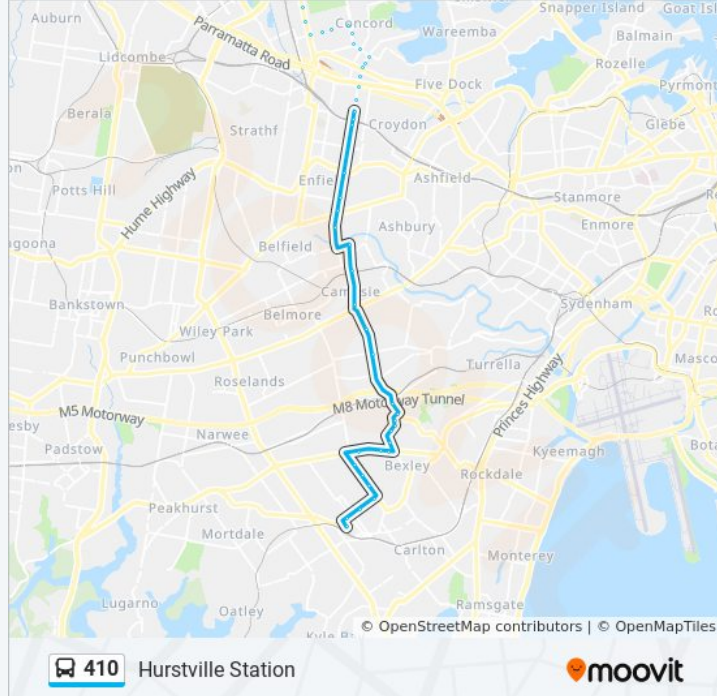 Auburn
Concord
Snapper Island
Goat Isl
Wareemba
Balmain
Parramatta Road
Lidcombe
Rozelle
Five Dock
Pyrmont
Berala
Strathf
Croydon
Glebe
Potts Hill
Enfie
Ashfield
Hume Highway
Stanmore
agoona
Belfield
Ashbury
Enmore
Bankstown
Belmore
Sydenham
Wiley Park
Punchbowl
Roselands
Turrella
Masco
M8 Motorway Tunnel
Princes Highway
M5 Motorway
esby
Padstow
Narwee
Kyeemagh
Bota
Bexley
Rockdale
Peakhurst
Mortdale
Carlton
Monterey
Lugarno
Oatley
Ramsgate
© OpenStreetMap contributors | © OpenMapTiles
410 Hurstville Station
moovit